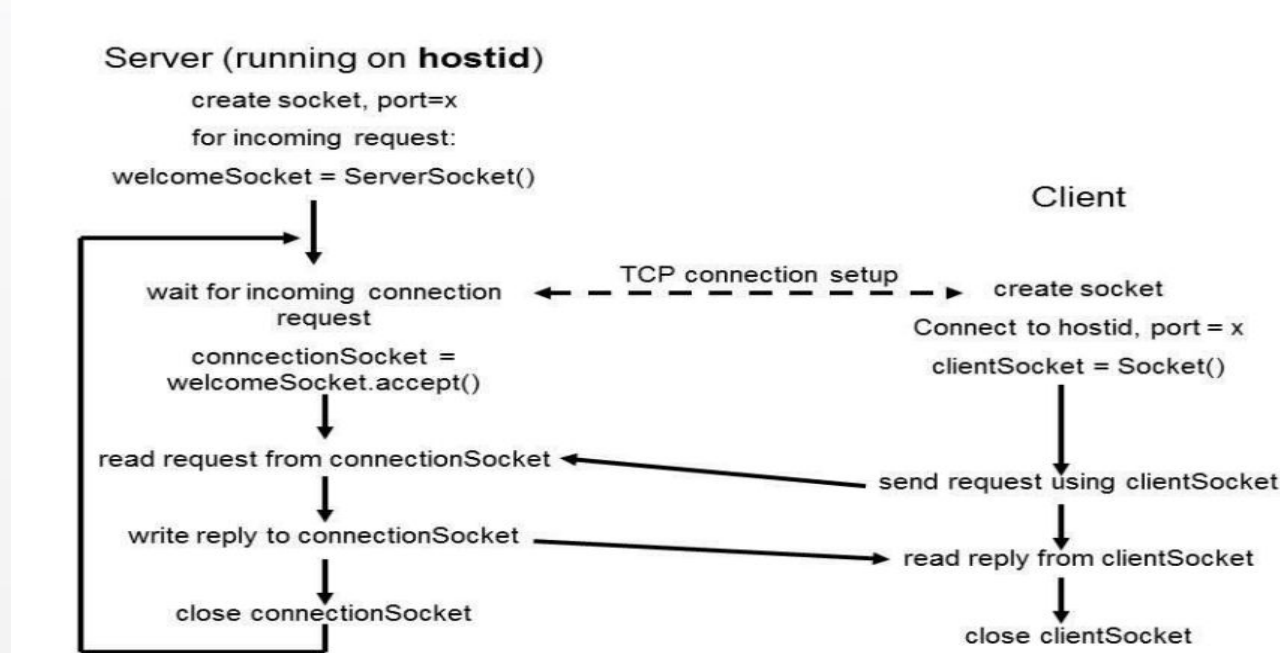 Server (running on hostid)
create socket, port=x
for incoming request:
welcomeSocket = ServerSocket()
wait for incoming connection
request
conncectionSocket =
welcomeSocket.accept()
read request from connectionSocket
write reply to connectionSocket
close connectionSocket
TCP connection setup
Client
create socket
Connect to hostid, port = x
clientSocket = Socket()
send request using clientSocket
read reply from clientSocket
close clientSocket